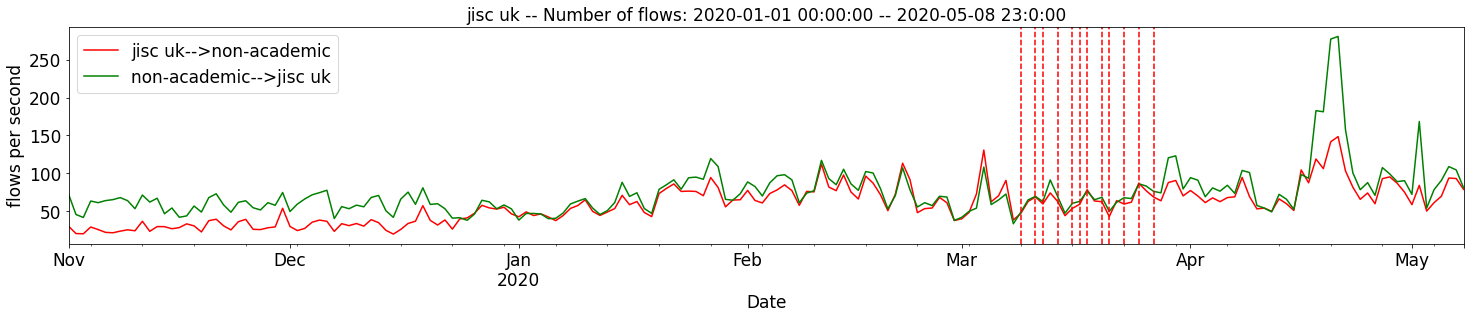 jisc uk -- Number of flows: 2020-01-01 00:00:00 -- 2020-05-08 23:0:00
jisc uk-->non-academic
non-academic-->jisc uk
flows per second
250
200
150
100
50
Nov
Dec
Jan
2020
Feb
Mar
Apr
May
Date